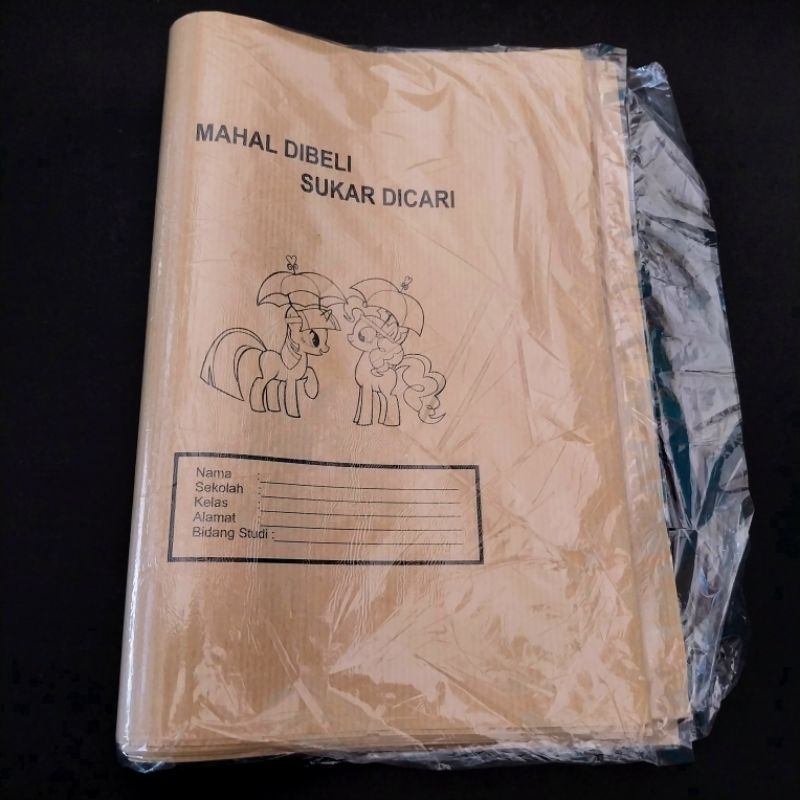 MAHAL DIBELI
SUKAR DICARI
Nama :
Sekolah :
Kelas :
Alamat :
Bidang Studi :